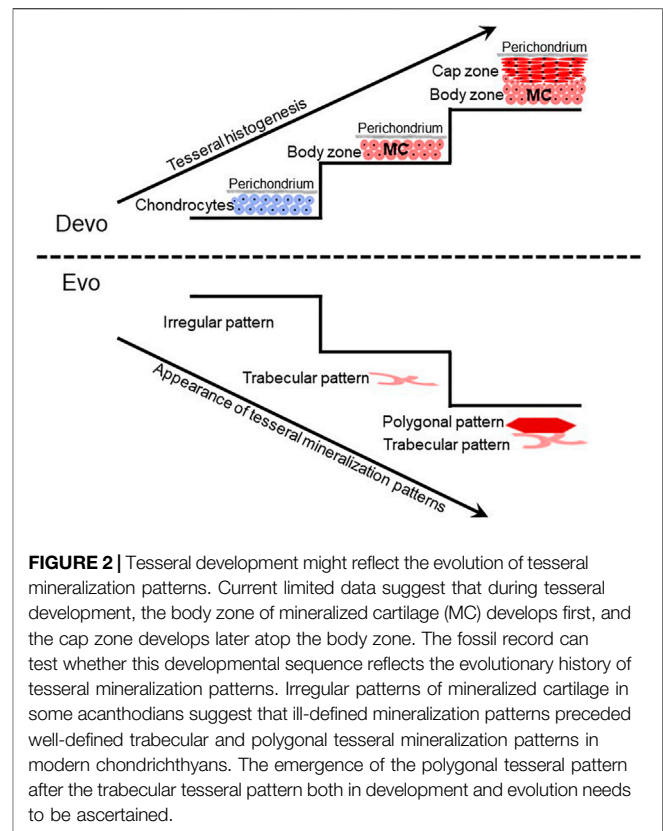 Perichondrium
Cap zone
Body zone MC
Tesseral histogenesis
Perichondrium
Body zone MC
Perichondrium
Chondrocytes
Devo
Evo
Irregular pattern
Trabecular pattern
Appearance of tesseral mineralization patterns
Polygonal pattern
Trabecular pattern
FIGURE 2 | Tesseral development might reflect the evolution of tesseral
mineralization patterns. Current limited data suggest that during tesseral
development, the body zone of mineralized cartilage (MC) develops first, and
the cap zone develops later atop the body zone. The fossil record can
test whether this developmental sequence reflects the evolutionary history of
tesseral mineralization patterns. Irregular patterns of mineralized cartilage in
some acanthodians suggest that ill-defined mineralization patterns preceded
well-defined trabecular and polygonal tesseral mineralization patterns in
modern chondrichthyans. The emergence of the polygonal tesseral pattern
after the trabecular tesseral pattern both in development and evolution needs
to be ascertained.